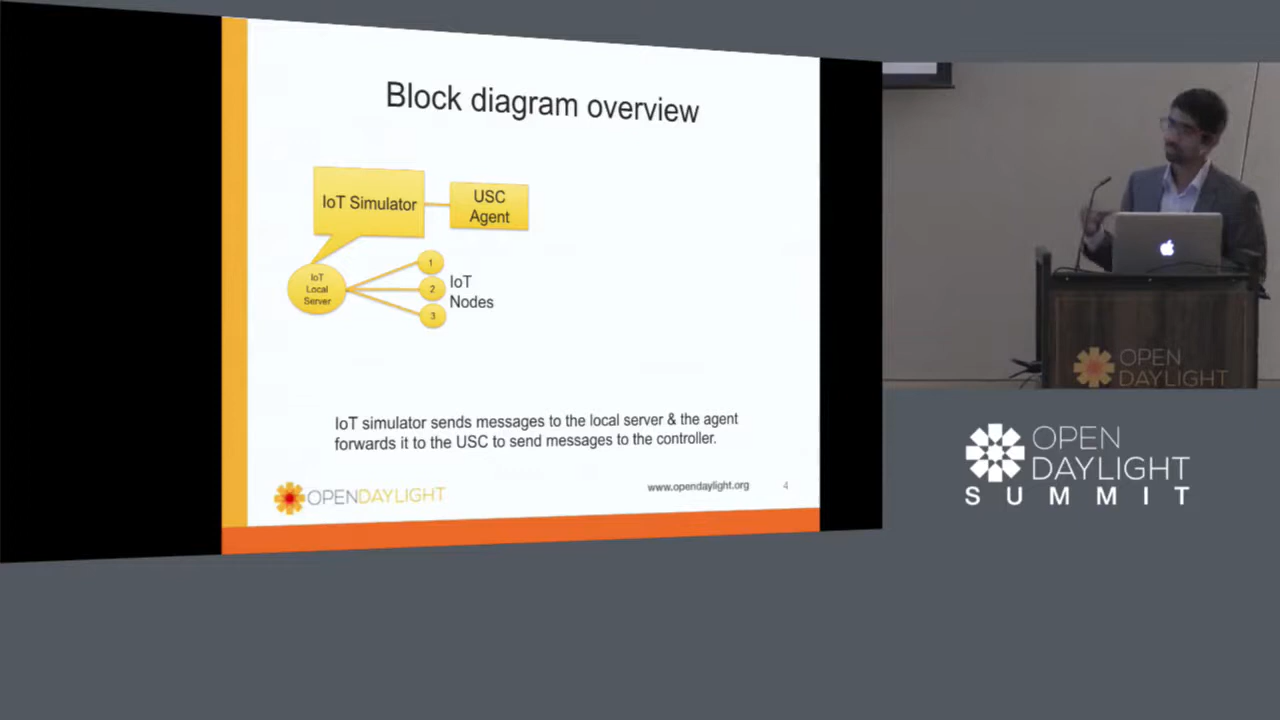 Block diagram overview
IoT Simulator
USC
Agent
IoT
Local
Server
1
2
3
IoT
Nodes
IoT simulator sends messages to the local server & the agent
forwards it to the USC to send messages to the controller.
OPENDAYLIGHT
www.opendaylight.org
4
OPEN
DAYLIGHT
OPEN
DAYLIGHT
SUMMIT